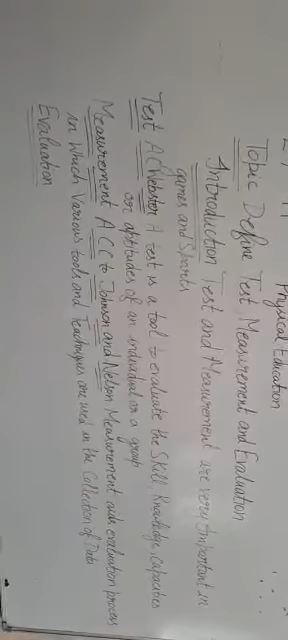 Physical Education
Topic Define Test, Measurement and Evaluation
Introduction Test and Measurement are very important in
games and Sports
Test ACC Webster A test is a tool to evaluate the Skill, Knowledge, Capacities
or aptitudes of an individual or a group
Measurement ACC to Johnson and Nelson Measurement aids evaluation process
in which various tools and Techniques are used in the Collection of Data
Evaluation